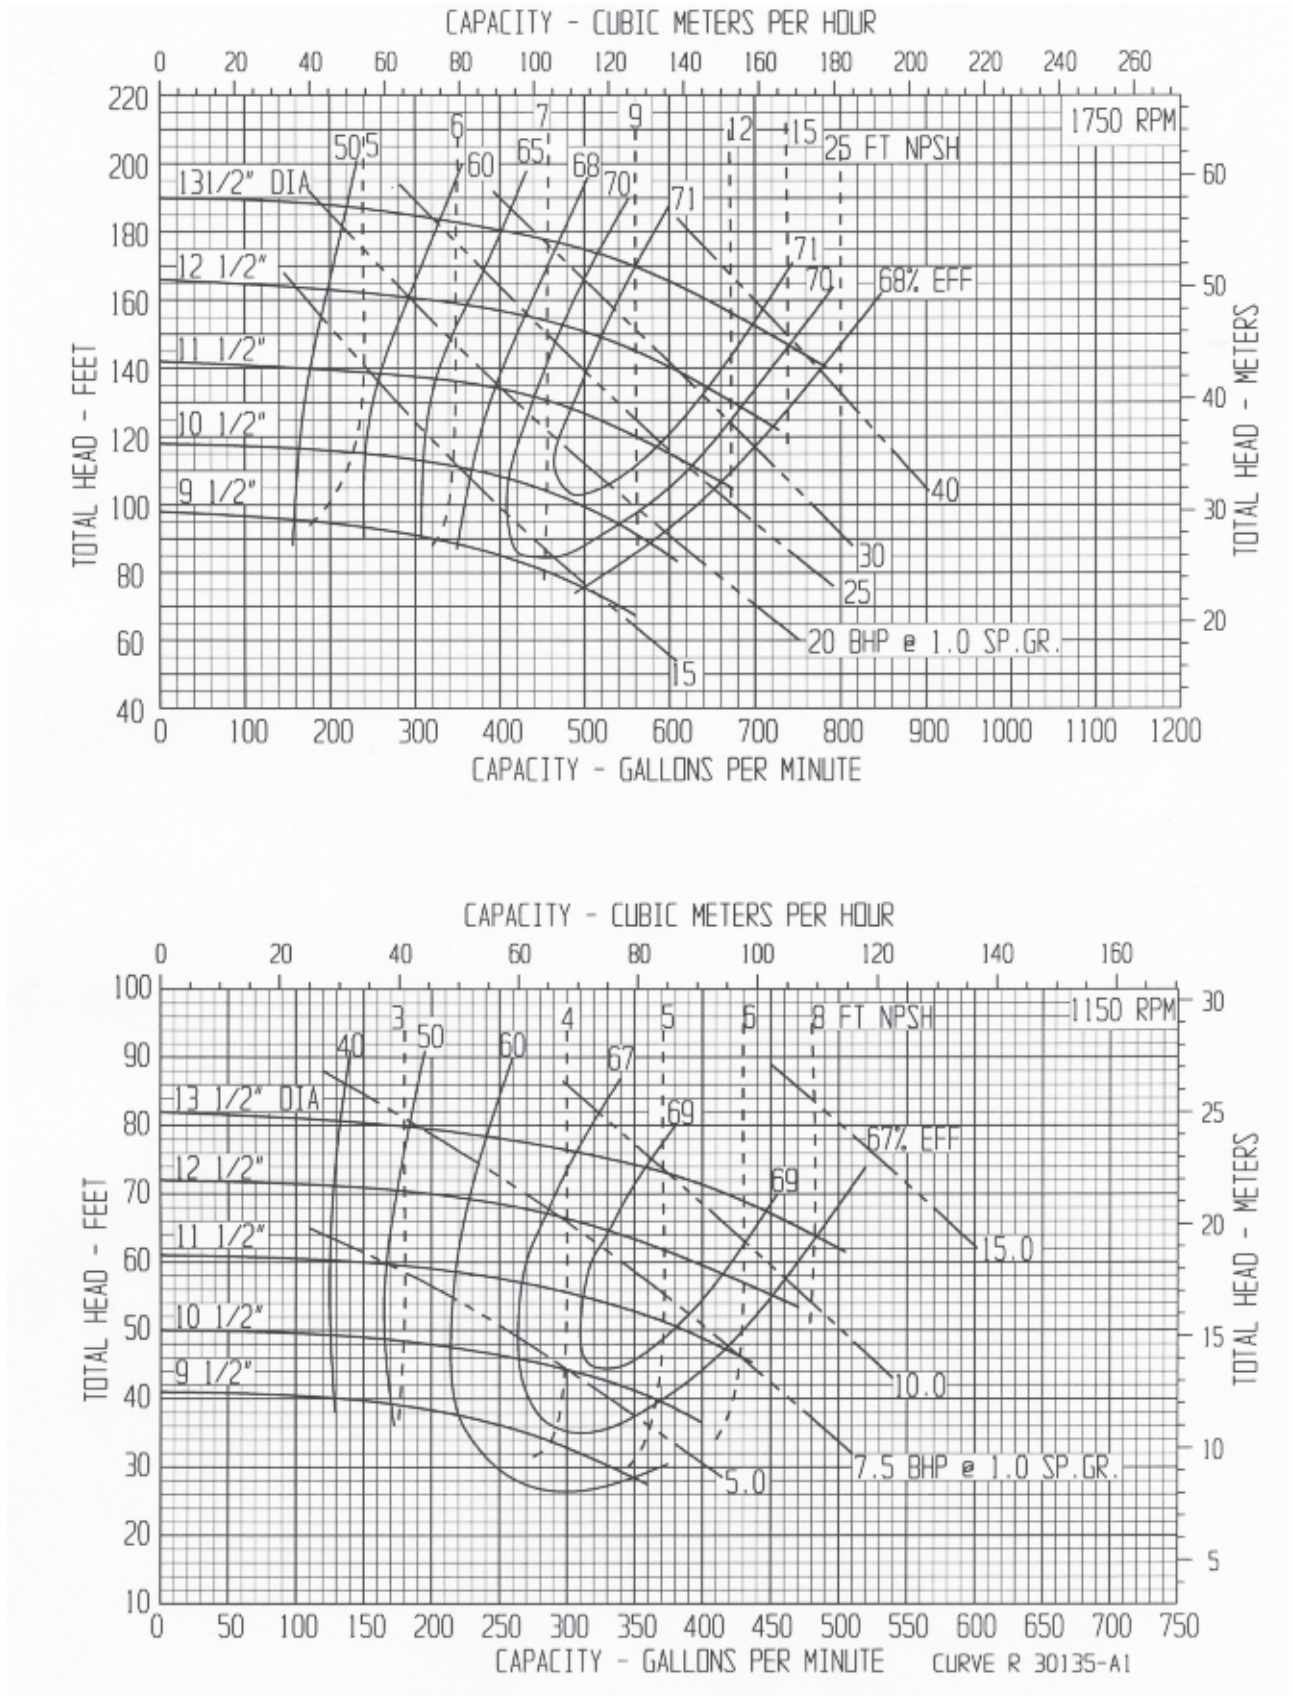 CAPACITY - CUBIC METERS PER HOUR
0 20 40 60 80 100 120 140 160 180 200 220 240 260
220 200 180 160 140 120 100 80 60 40
TOTAL HEAD - FEET
1750 RPM
50 5 6 60 65 7 68 70 9 71 12 15 25 FT NPSH
131/2" DIA
12 1/2"
11 1/2"
10 1/2"
9 1/2"
71
70
68% EFF
40
30
25
20 BHP @ 1.0 SP.GR.
15
60 50 40 30 20
TOTAL HEAD - METERS
0 100 200 300 400 500 600 700 800 900 1000 1100 1200
CAPACITY - GALLONS PER MINUTE
CAPACITY - CUBIC METERS PER HOUR
0 20 40 60 80 100 120 140 160
100 90 80 70 60 50 40 30 20 10
TOTAL HEAD - FEET
1150 RPM
40 3 50 60 4 67 5 69 6 8 FT NPSH
13 1/2" DIA
12 1/2"
11 1/2"
10 1/2"
9 1/2"
67% EFF
69
15.0
10.0
7.5 BHP @ 1.0 SP.GR.
5.0
30 25 20 15 10 5
TOTAL HEAD - METERS
0 50 100 150 200 250 300 350 400 450 500 550 600 650 700 750
CAPACITY - GALLONS PER MINUTE
CURVE R 30135-A1